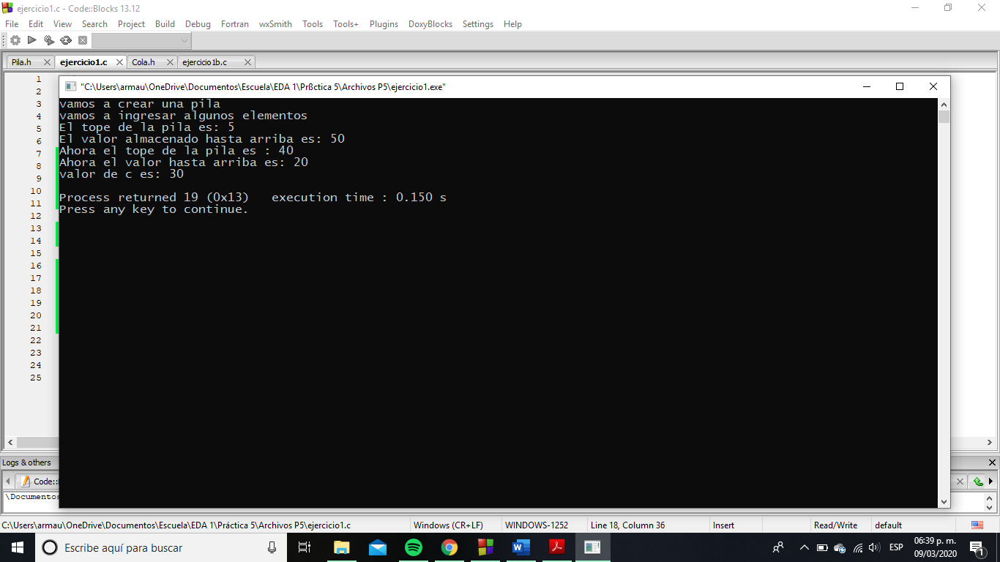 ejercicio1.c - Code::Blocks 13.12
File Edit View Search Project Build Debug Fortran wxSmith Tools Tools+ Plugins DoxyBlocks Settings Help
Pila.h ejercicio1.c Cola.h ejercicio1b.c
1
2
3
4
5
6
7
8
9
10
11
12
13
14
15
16
17
18
19
20
21
22
23
24
25
"C:\Users\armau\OneDrive\Documentos\Escuela\EDA 1\Prßctica 5\Archivos P5\ejercicio1.exe"
vamos a crear una pila
vamos a ingresar algunos elementos
El tope de la pila es: 5
El valor almacenado hasta arriba es: 50
Ahora el tope de la pila es : 40
Ahora el valor hasta arriba es: 20
valor de c es: 30
Process returned 19 (0x13)   execution time : 0.150 s
Press any key to continue.
Logs & others
Code::
\Documentos
C:\Users\armau\OneDrive\Documentos\Escuela\EDA 1\Práctica 5\Archivos P5\ejercicio1.c Windows (CR+LF) WINDOWS-1252 Line 18, Column 36 Insert Read/Write default
Escribe aquí para buscar
ESP
06:39 p. m.
09/03/2020
1